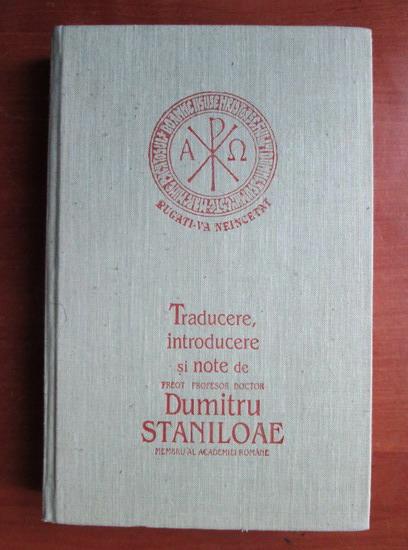 Α Ω
RUGAȚI-VĂ NEÎNCETAT
Traducere,
introducere
și note de
PREOT PROFESOR DOCTOR
Dumitru
STANILOAE
MEMBRU AL ACADEMIEI ROMÂNE